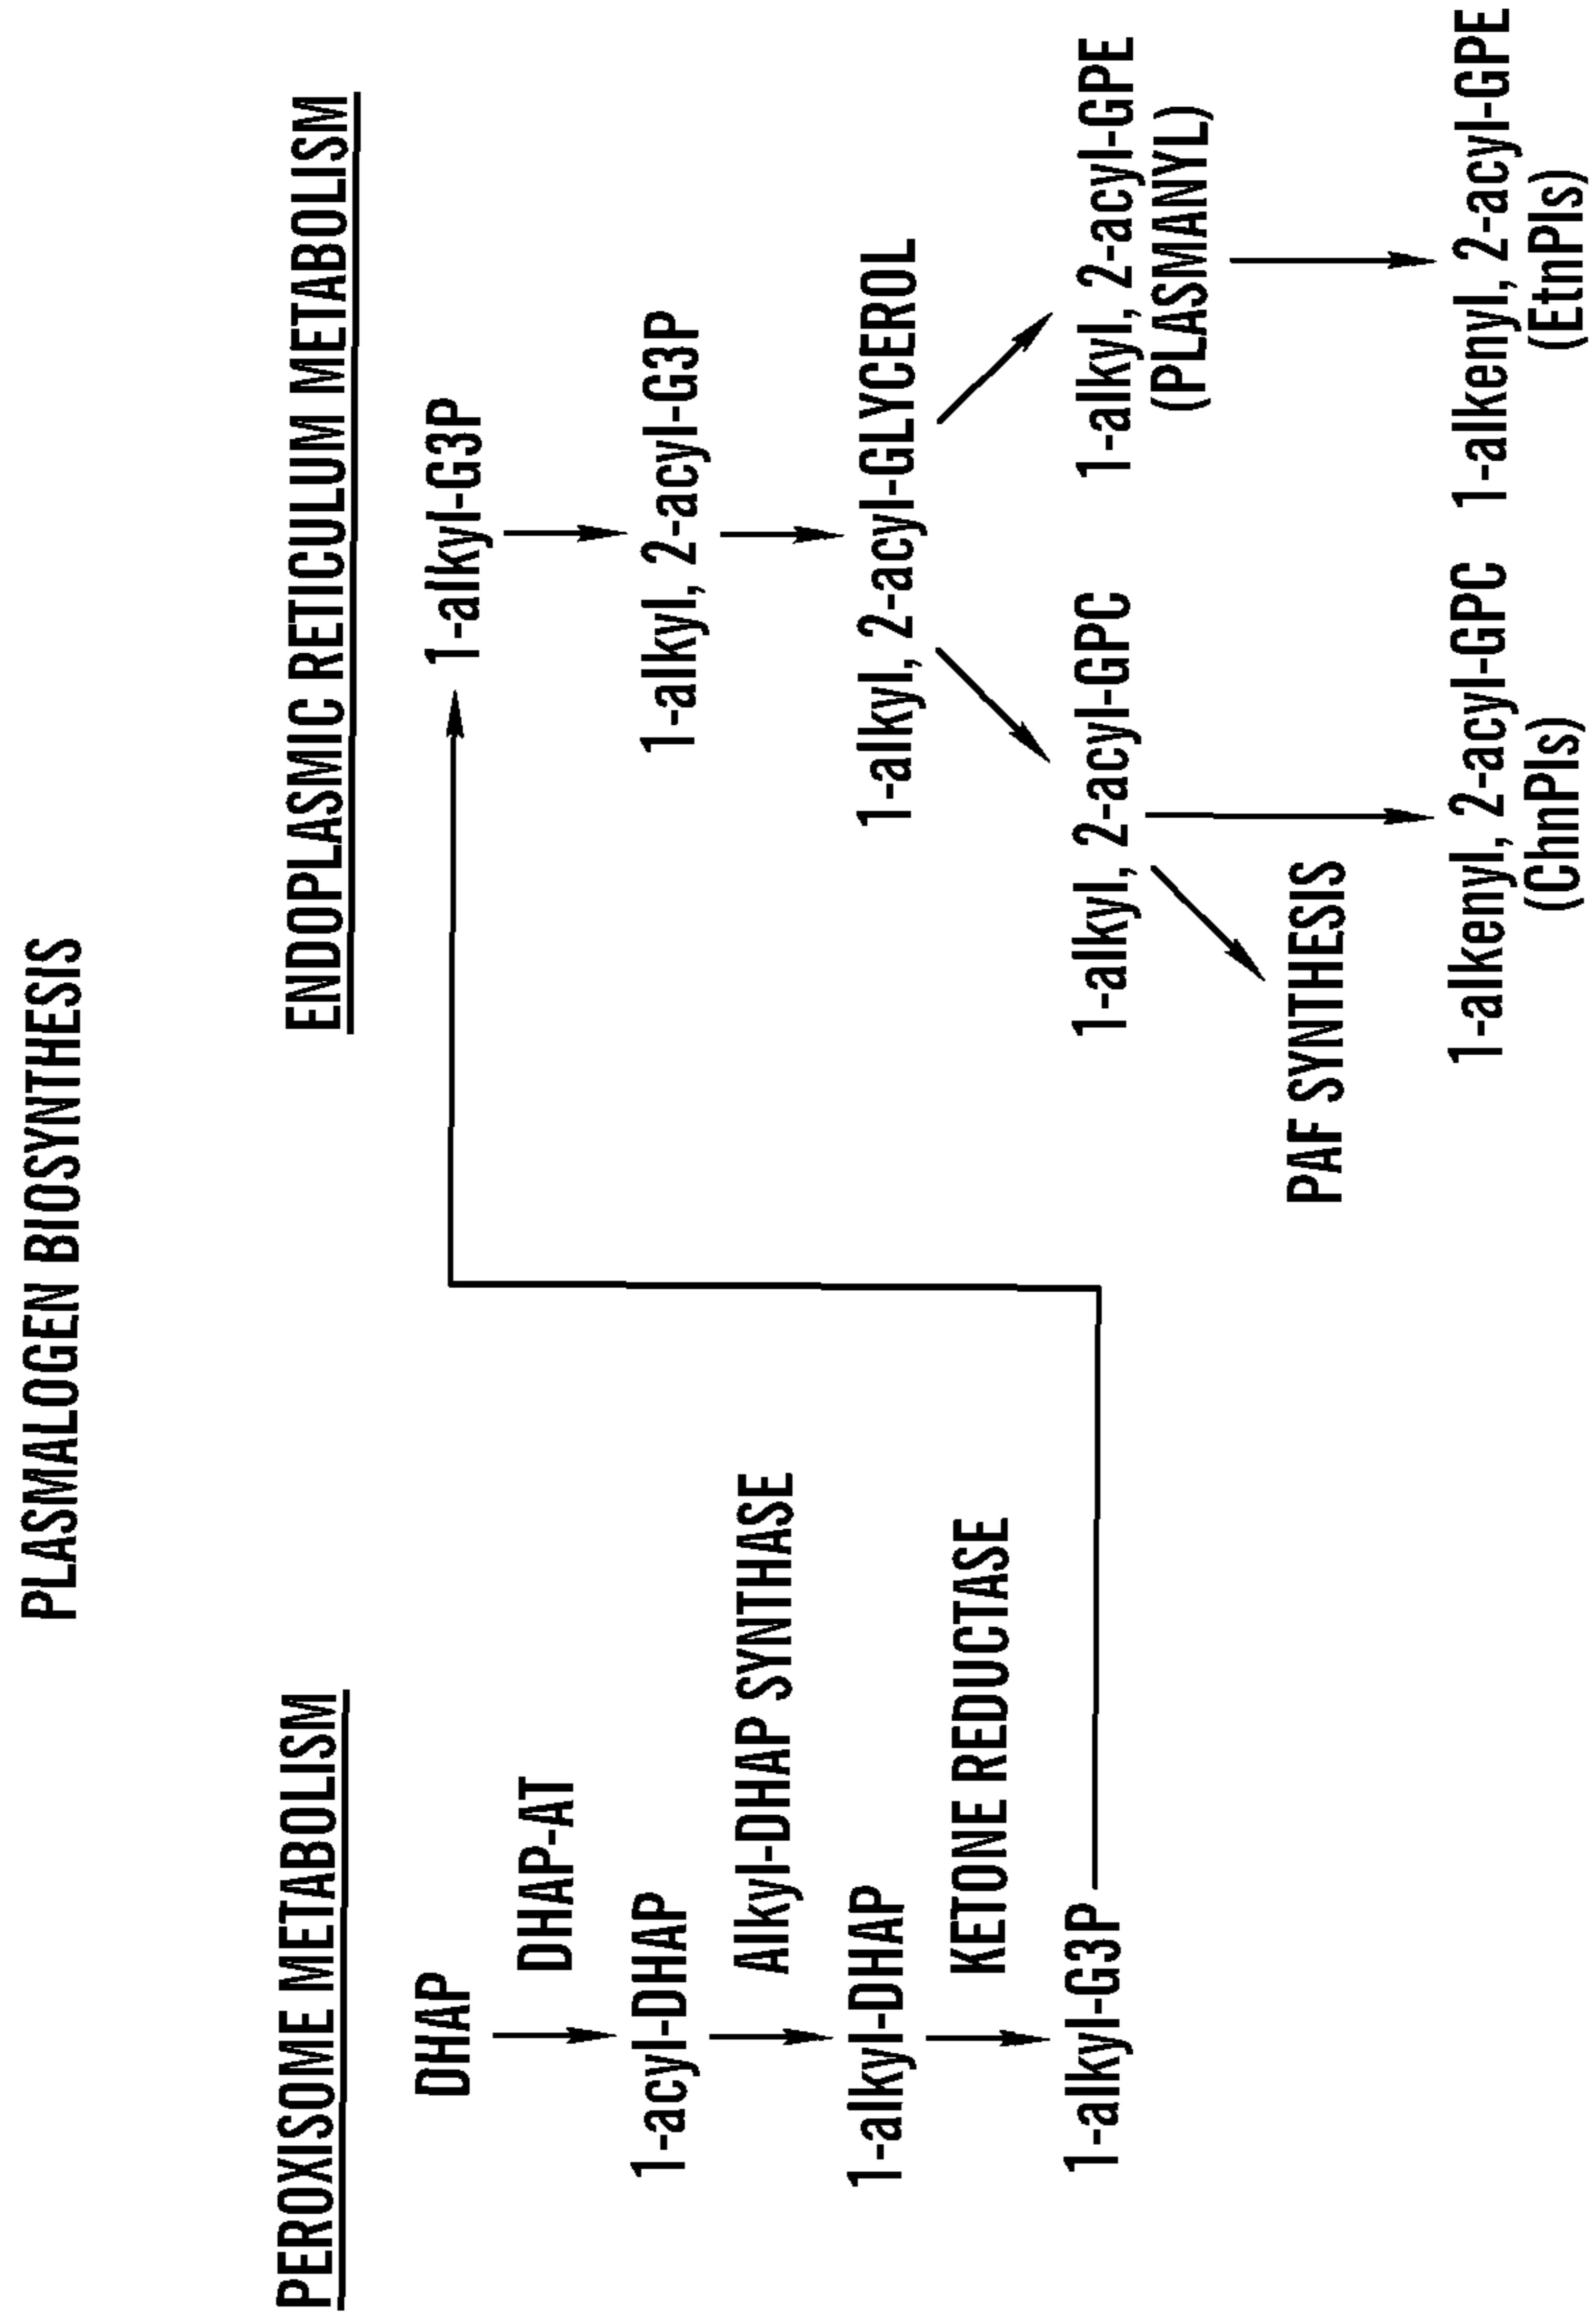 PLASMALOGEN BIOSYNTHESIS
PEROXISOME METABOLISM
DHAP
DHAP-AT
1-acyl-DHAP
Alkyl-DHAP SYNTHASE
1-alkyl-DHAP
KETONE REDUCTASE
1-alkyl-G3P
ENDOPLASMIC RETICULUM METABOLISM
1-alkyl-G3P
1-alkyl, 2-acyl-G3P
1-alkyl, 2-acyl-GLYCEROL
1-alkyl, 2-acyl-GPC
1-alkyl, 2-acyl-GPE
(PLASMANYL)
PAF SYNTHESIS
1-alkenyl, 2-acyl-GPC
(ChnPls)
1-alkenyl, 2-acyl-GPE
(EtnPls)